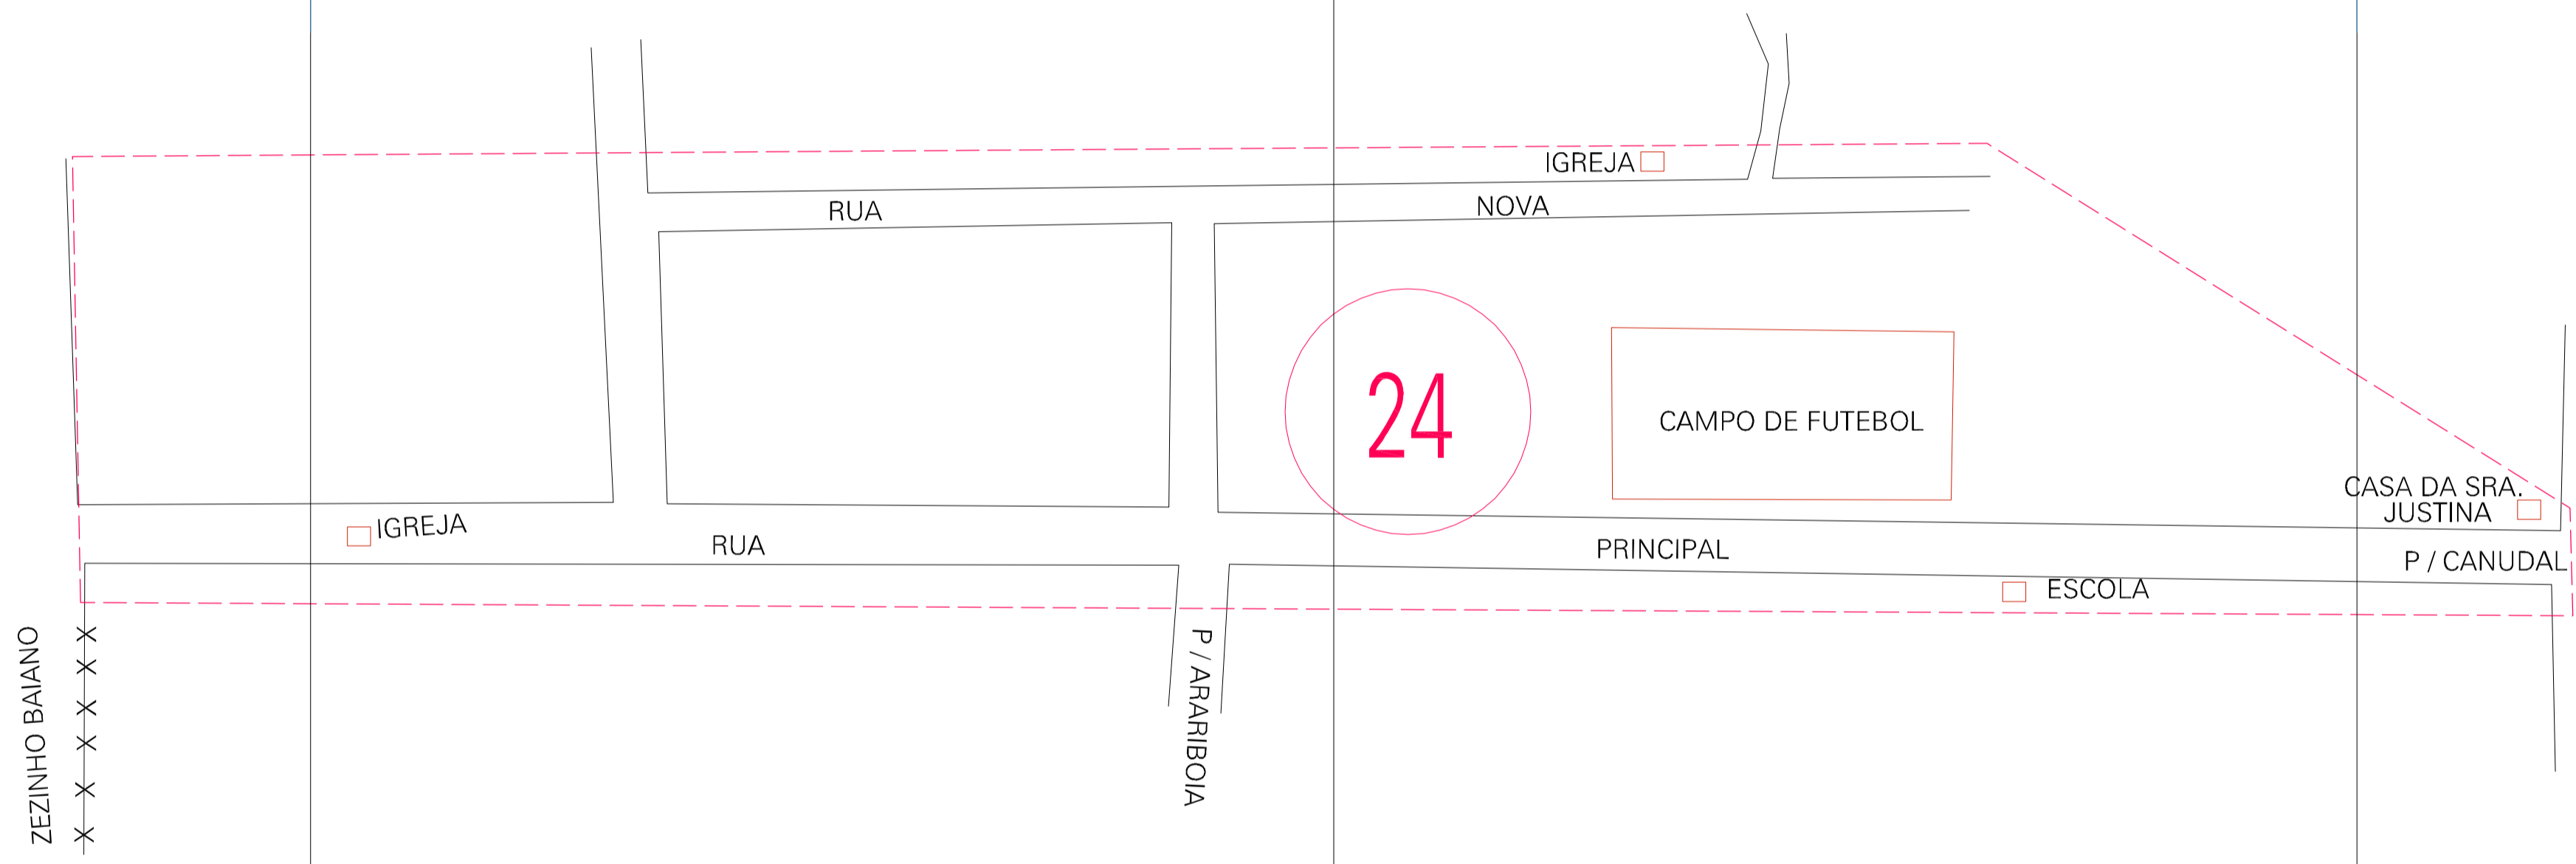 IGREJA
RUA
NOVA
24
CAMPO DE FUTEBOL
CASA DA SRA.
JUSTINA
IGREJA
RUA
PRINCIPAL
P / CANUDAL
ESCOLA
ZEZINHO BAIANO
P / ARARIBOIA